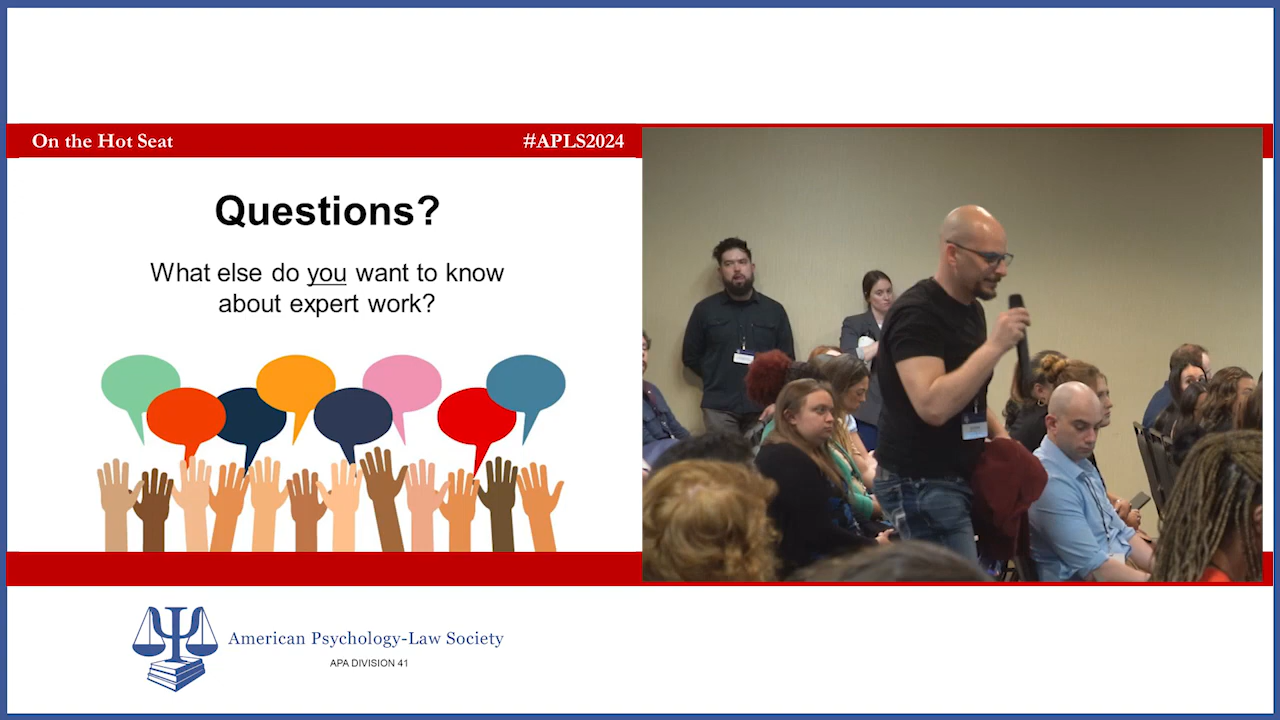 On the Hot Seat
#APLS2024
Questions?
What else do you want to know
about expert work?
American Psychology-Law Society
APA DIVISION 41